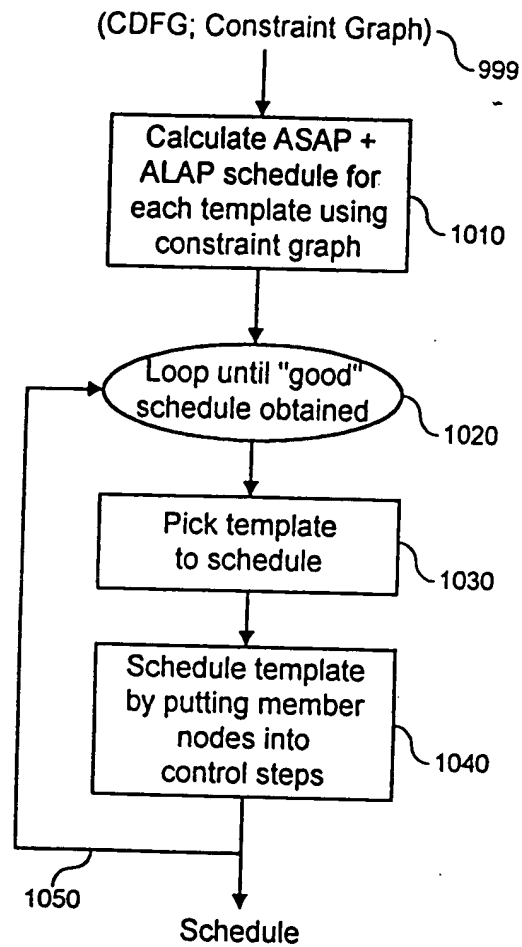 (CDFG; Constraint Graph)
999
Calculate ASAP +
ALAP schedule for
each template using
constraint graph
1010
Loop until "good"
schedule obtained
1020
Pick template
to schedule
1030
Schedule template
by putting member
nodes into
control steps
1040
1050
Schedule